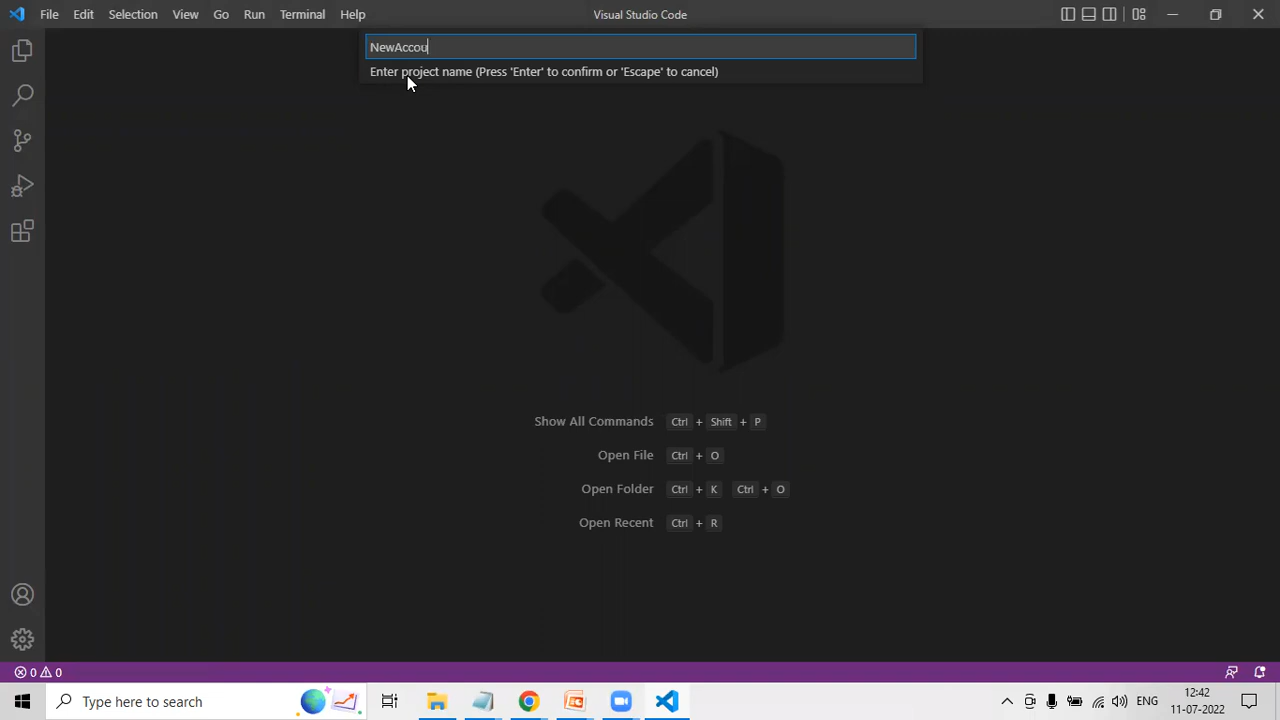 File Edit Selection View Go Run Terminal Help Visual Studio Code
NewAccou
Enter project name (Press 'Enter' to confirm or 'Escape' to cancel)
Show All Commands Ctrl + Shift + P
Open File Ctrl + O
Open Folder Ctrl + K Ctrl + O
Open Recent Ctrl + R
0 0
Type here to search ENG 12:42
11-07-2022